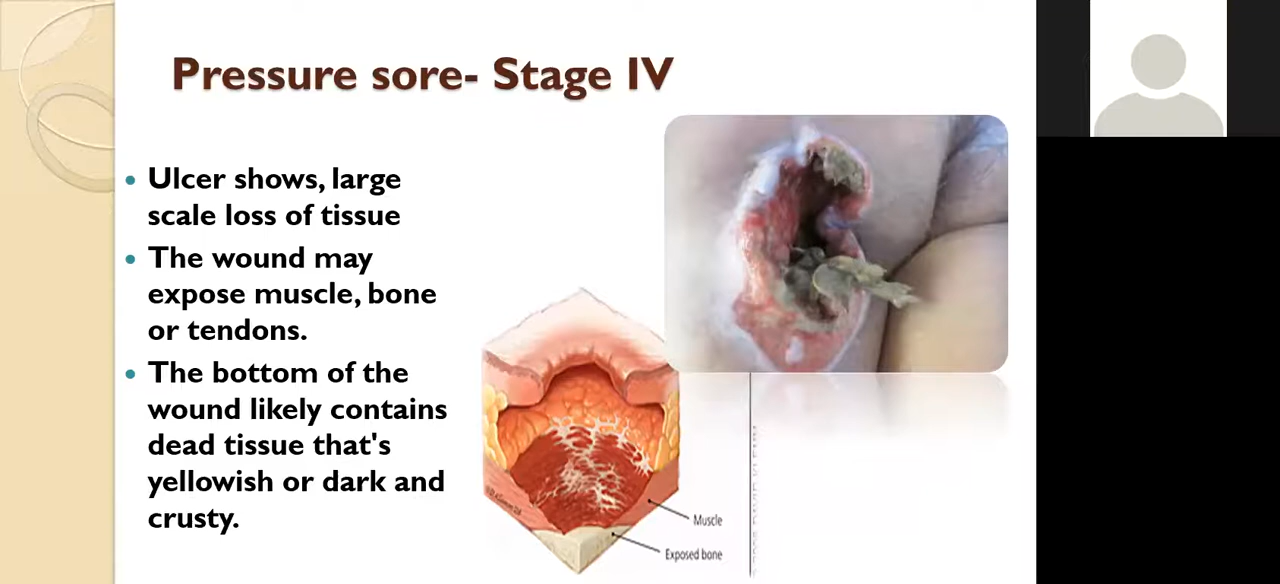 Pressure sore- Stage IV
• Ulcer shows, large
scale loss of tissue
• The wound may
expose muscle, bone
or tendons.
• The bottom of the
wound likely contains
dead tissue that's
yellowish or dark and
crusty.
Muscle
Exposed bone